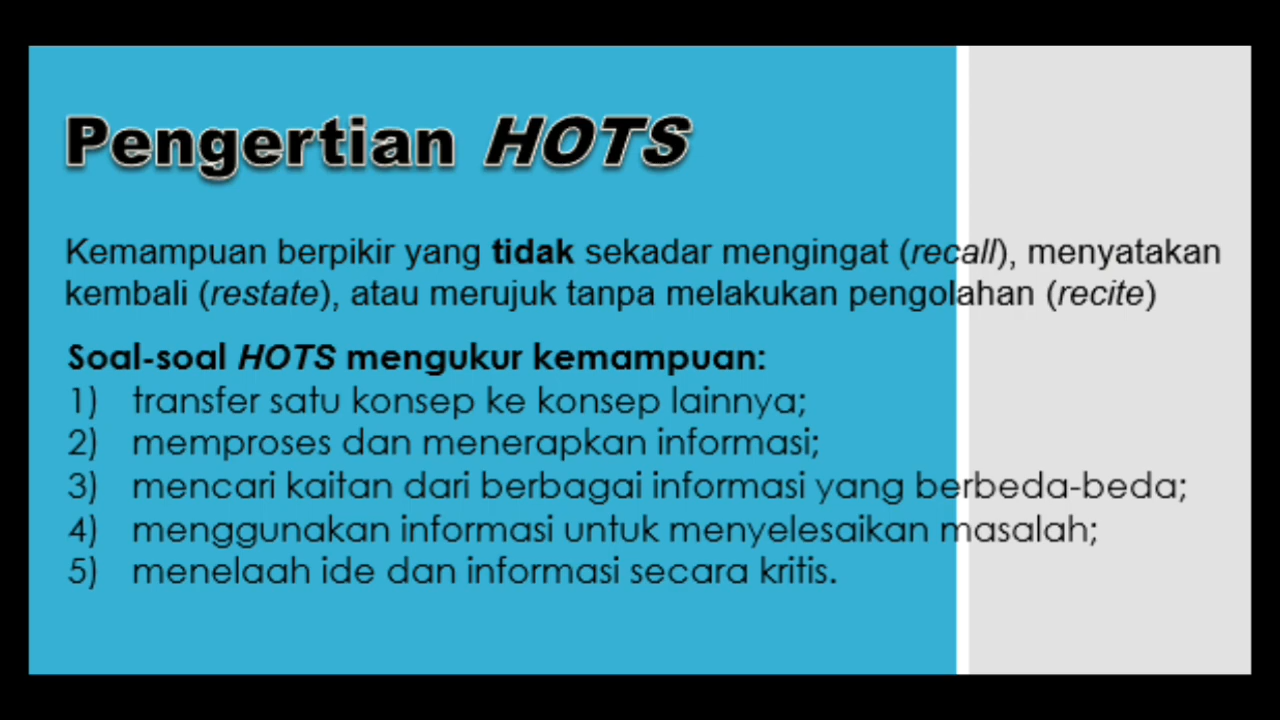 Pengertian HOTS
Kemampuan berpikir yang tidak sekadar mengingat (recall), menyatakan
kembali (restate), atau merujuk tanpa melakukan pengolahan (recite)
Soal-soal HOTS mengukur kemampuan:
1) transfer satu konsep ke konsep lainnya;
2) memproses dan menerapkan informasi;
3) mencari kaitan dari berbagai informasi yang berbeda-beda;
4) menggunakan informasi untuk menyelesaikan masalah;
5) menelaah ide dan informasi secara kritis.